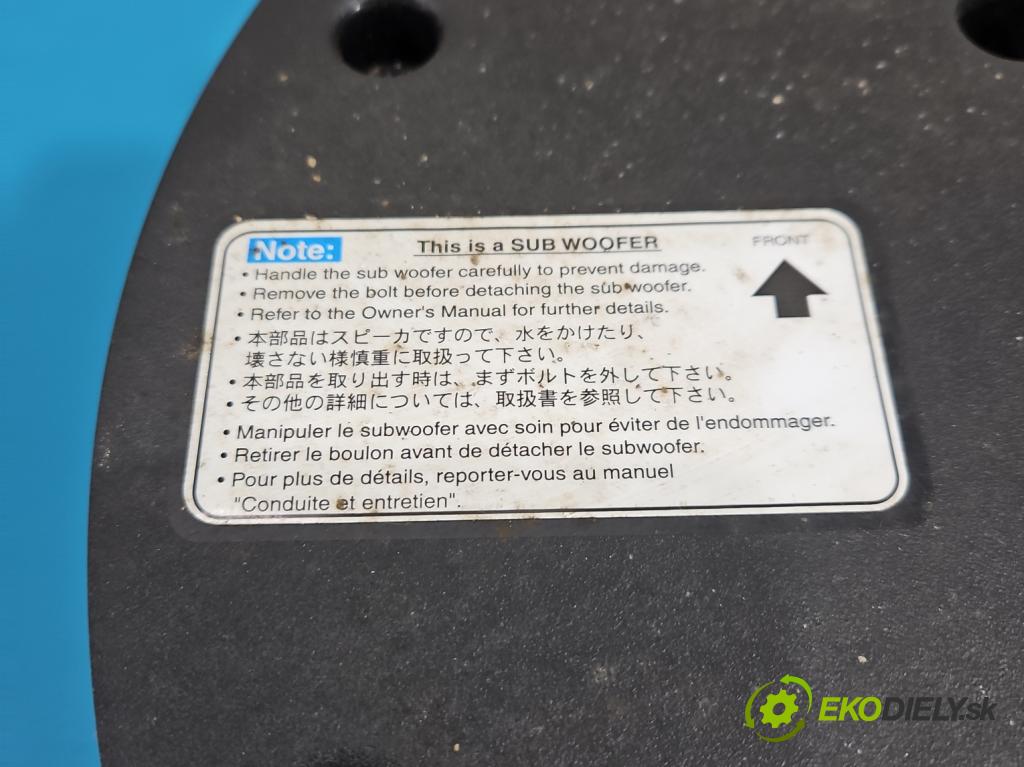 Note: This is a SUB WOOFER FRONT
• Handle the sub woofer carefully to prevent damage.
• Remove the bolt before detaching the sub woofer.
• Refer to the Owner's Manual for further details.
• 本部品はスピーカですので、水をかけたり、
壊さない様慎重に取扱って下さい。
• 本部品を取り出す時は、まずボルトを外して下さい。
• その他の詳細については、取扱書を参照して下さい。
• Manipuler le subwoofer avec soin pour éviter de l'endommager.
• Retirer le boulon avant de détacher le subwoofer.
• Pour plus de détails, reporter-vous au manuel
"Conduite et entretien".
EKODIELY.sk